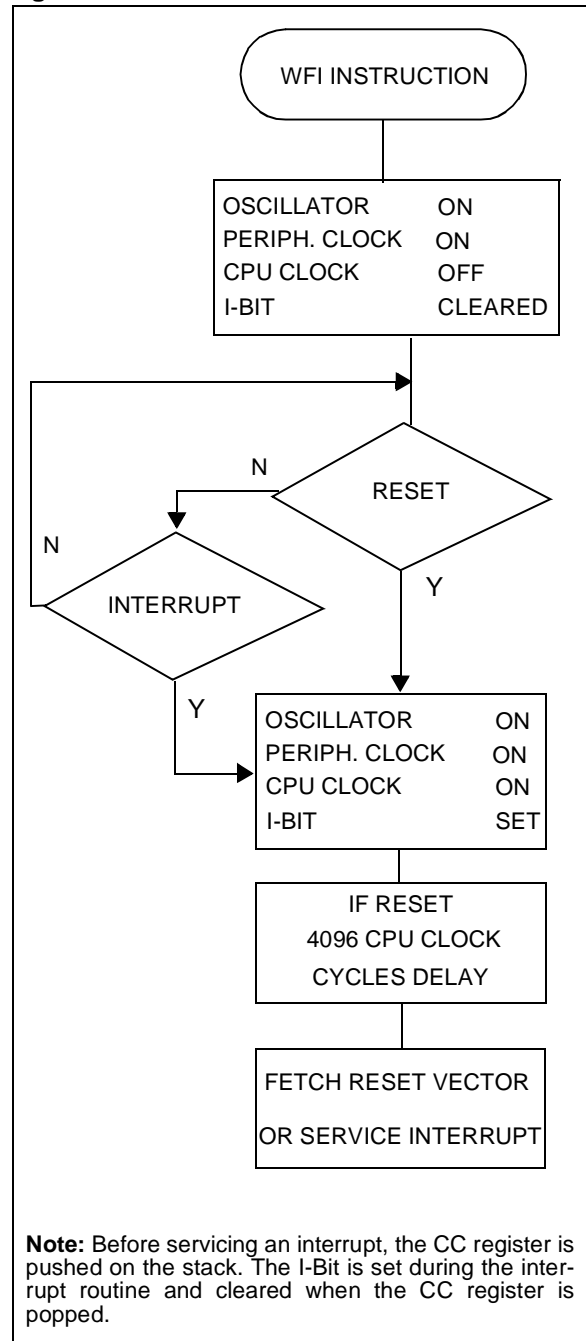 WFI INSTRUCTION
OSCILLATOR ON
PERIPH. CLOCK ON
CPU CLOCK OFF
I-BIT CLEARED
N
RESET
N
INTERRUPT
Y
Y
OSCILLATOR ON
PERIPH. CLOCK ON
CPU CLOCK ON
I-BIT SET
IF RESET
4096 CPU CLOCK
CYCLES DELAY
FETCH RESET VECTOR
OR SERVICE INTERRUPT
Note: Before servicing an interrupt, the CC register is
pushed on the stack. The I-Bit is set during the inter-
rupt routine and cleared when the CC register is
popped.